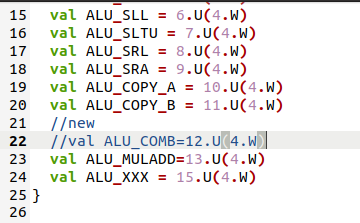 15 val ALU_SLL = 6.U(4.W)
16 val ALU_SLTU = 7.U(4.W)
17 val ALU_SRL = 8.U(4.W)
18 val ALU_SRA = 9.U(4.W)
19 val ALU_COPY_A = 10.U(4.W)
20 val ALU_COPY_B = 11.U(4.W)
21 //new
22 //val ALU_COMB=12.U(4.W)
23 val ALU_MULADD=13.U(4.W)
24 val ALU_XXX = 15.U(4.W)
25 }
26